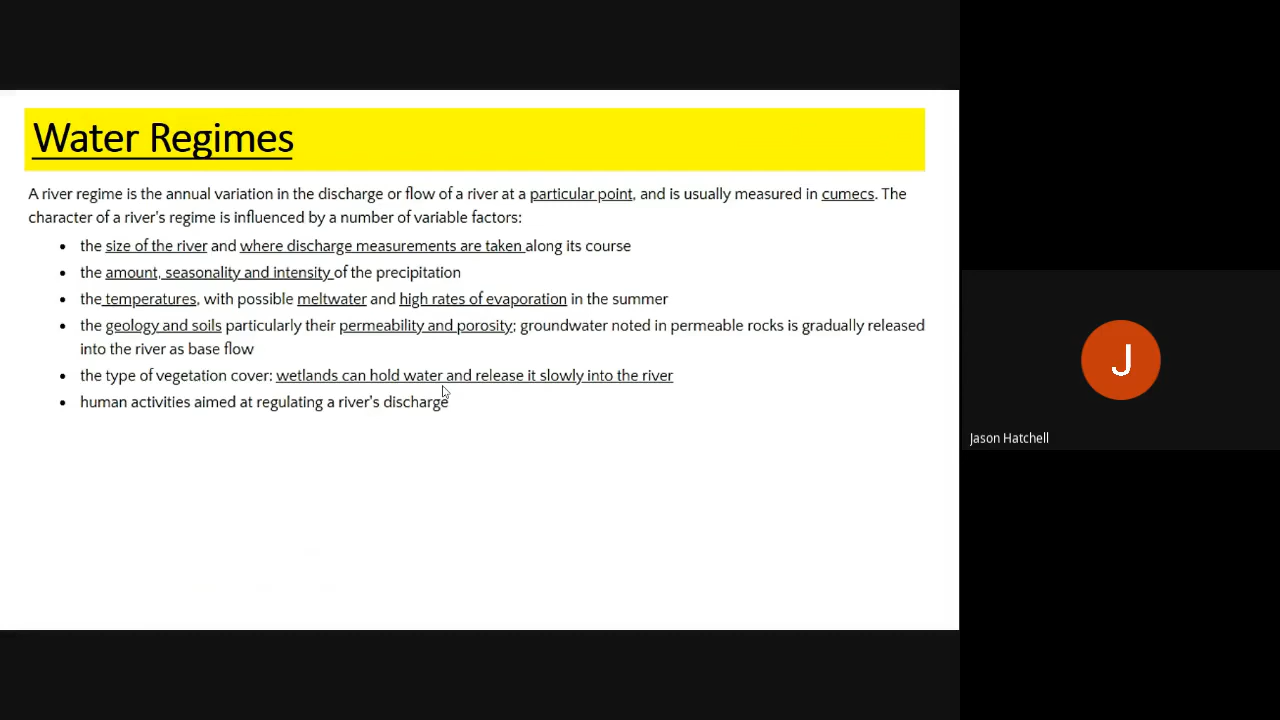 Water Regimes
A river regime is the annual variation in the discharge or flow of a river at a particular point, and is usually measured in cumecs. The
character of a river's regime is influenced by a number of variable factors:
• the size of the river and where discharge measurements are taken along its course
• the amount, seasonality and intensity of the precipitation
• the temperatures, with possible meltwater and high rates of evaporation in the summer
• the geology and soils particularly their permeability and porosity; groundwater noted in permeable rocks is gradually released
into the river as base flow
• the type of vegetation cover: wetlands can hold water and release it slowly into the river
• human activities aimed at regulating a river's discharge
J
Jason Hatchell